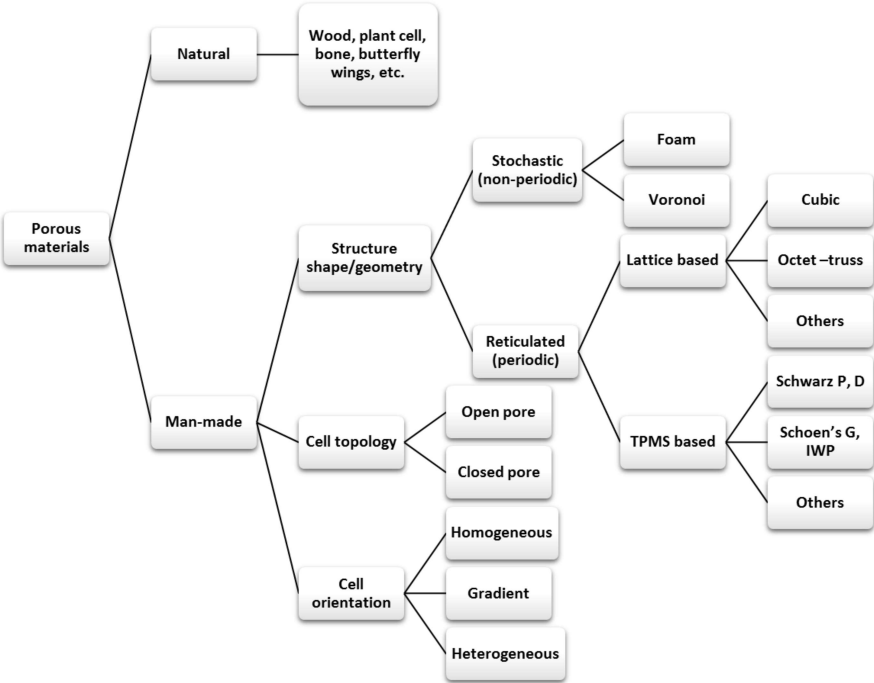 Porous
materials
Natural
Wood, plant cell,
bone, butterfly
wings, etc.
Man-made
Structure
shape/geometry
Stochastic
(non-periodic)
Foam
Voronoi
Reticulated
(periodic)
Lattice based
Cubic
Octet –truss
Others
TPMS based
Schwarz P, D
Schoen’s G,
IWP
Others
Cell topology
Open pore
Closed pore
Cell
orientation
Homogeneous
Gradient
Heterogeneous